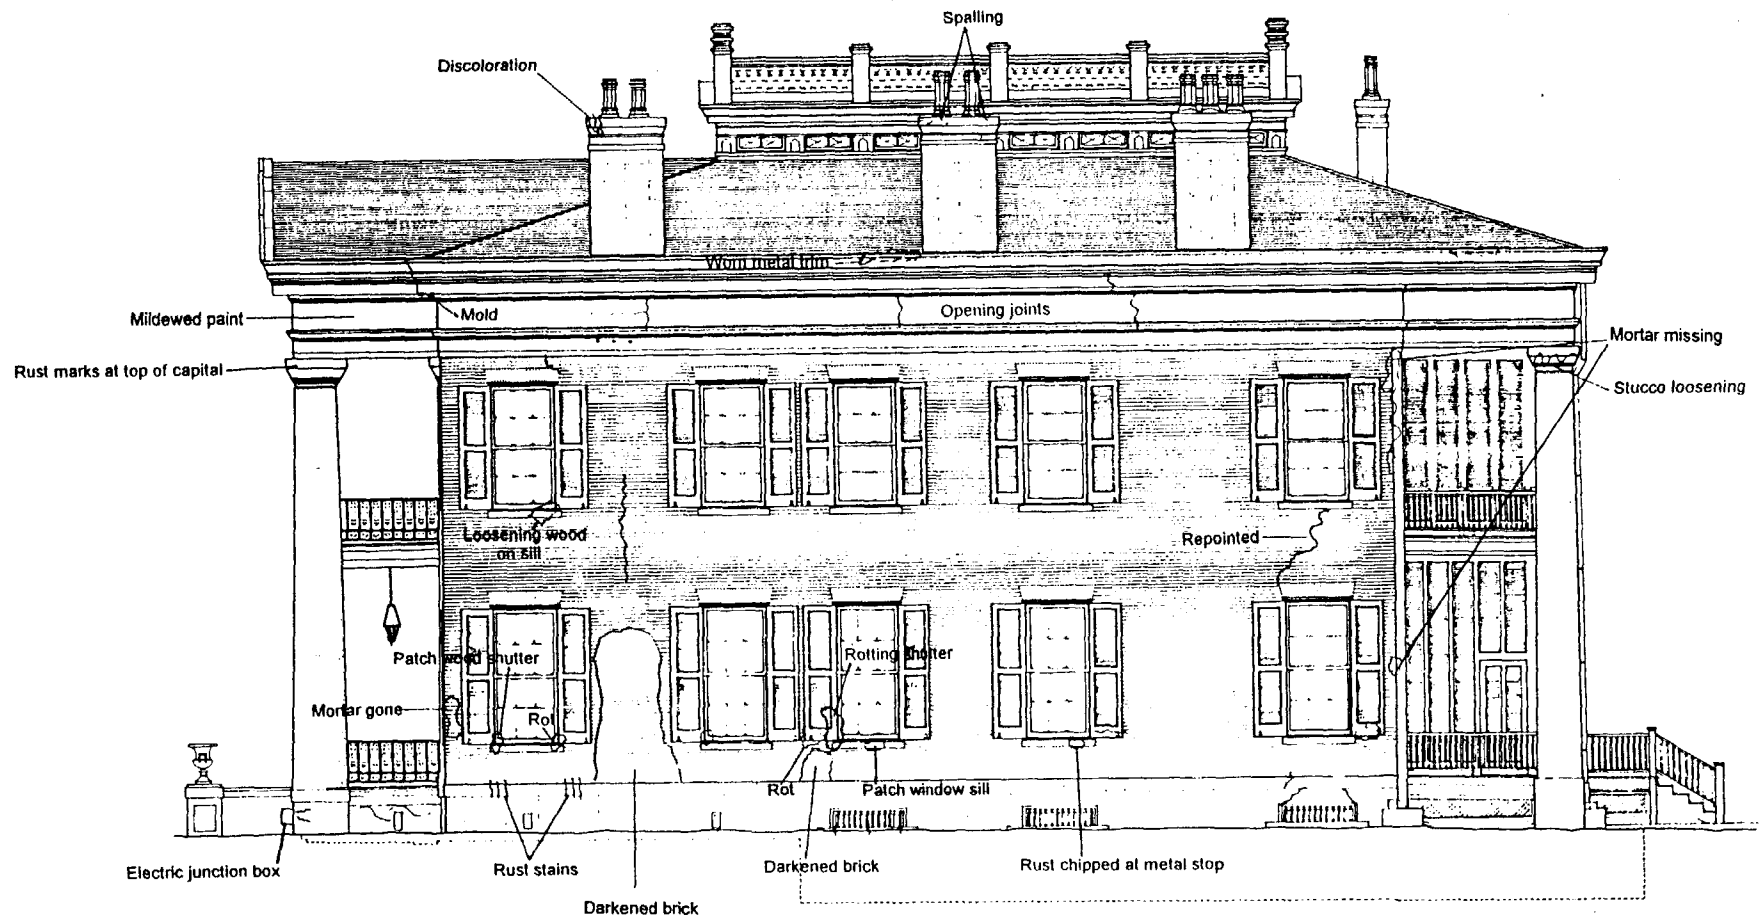 Spalling
Discoloration
Worn metal trim
Mildewed paint
Mold
Opening joints
Mortar missing
Rust marks at top of capital
Stucco loosening
Loosening wood
on sill
Repointed
Patch wood shutter
Rotting shutter
Mortar gone
Rot
Rot
Patch window sill
Electric junction box
Rust stains
Darkened brick
Rust chipped at metal stop
Darkened brick